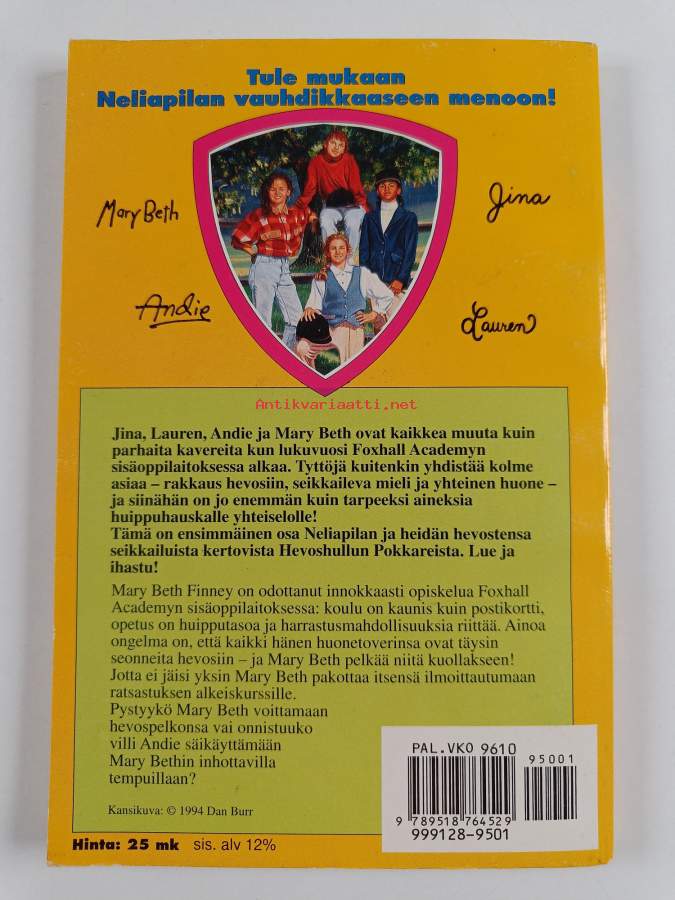 Tule mukaan
Neliapilan vauhdikkaaseen menoon!
Mary Beth
Jina
Andie
Lauren
Antikvariaatti.net
Jina, Lauren, Andie ja Mary Beth ovat kaikkea muuta kuin
parhaita kavereita kun lukuvuosi Foxhall Academyn
sisäoppilaitoksessa alkaa. Tyttöjä kuitenkin yhdistää kolme
asiaa – rakkaus hevosiin, seikkaileva mieli ja yhteinen huone –
ja siinähän on jo enemmän kuin tarpeeksi aineksia
huippuhauskalle yhteiselolle!
Tämä on ensimmäinen osa Neliapilan ja heidän hevostensa
seikkailuista kertovista Hevoshullun Pokkareista. Lue ja
ihastu!
Mary Beth Finney on odottanut innokkaasti opiskelua Foxhall
Academyn sisäoppilaitoksessa: koulu on kaunis kuin postikortti,
opetus on huipputasoa ja harrastusmahdollisuuksia riittää. Ainoa
ongelma on, että kaikki hänen huonetoverinsa ovat täysin
seonneita hevosiin – ja Mary Beth pelkää niitä kuollakseen!
Jotta ei jäisi yksin Mary Beth pakottaa itsensä ilmoittautumaan
ratsastuksen alkeiskurssille.
Pystyykö Mary Beth voittamaan
hevospelkonsa vai onnistuuko
villi Andie säikäyttämään
Mary Bethin inhottavilla
tempuillaan?
Kansikuva: © 1994 Dan Burr
PAL.VKO 9610
95001
9 789518 764529
999128-9501
Hinta: 25 mk sis. alv 12%